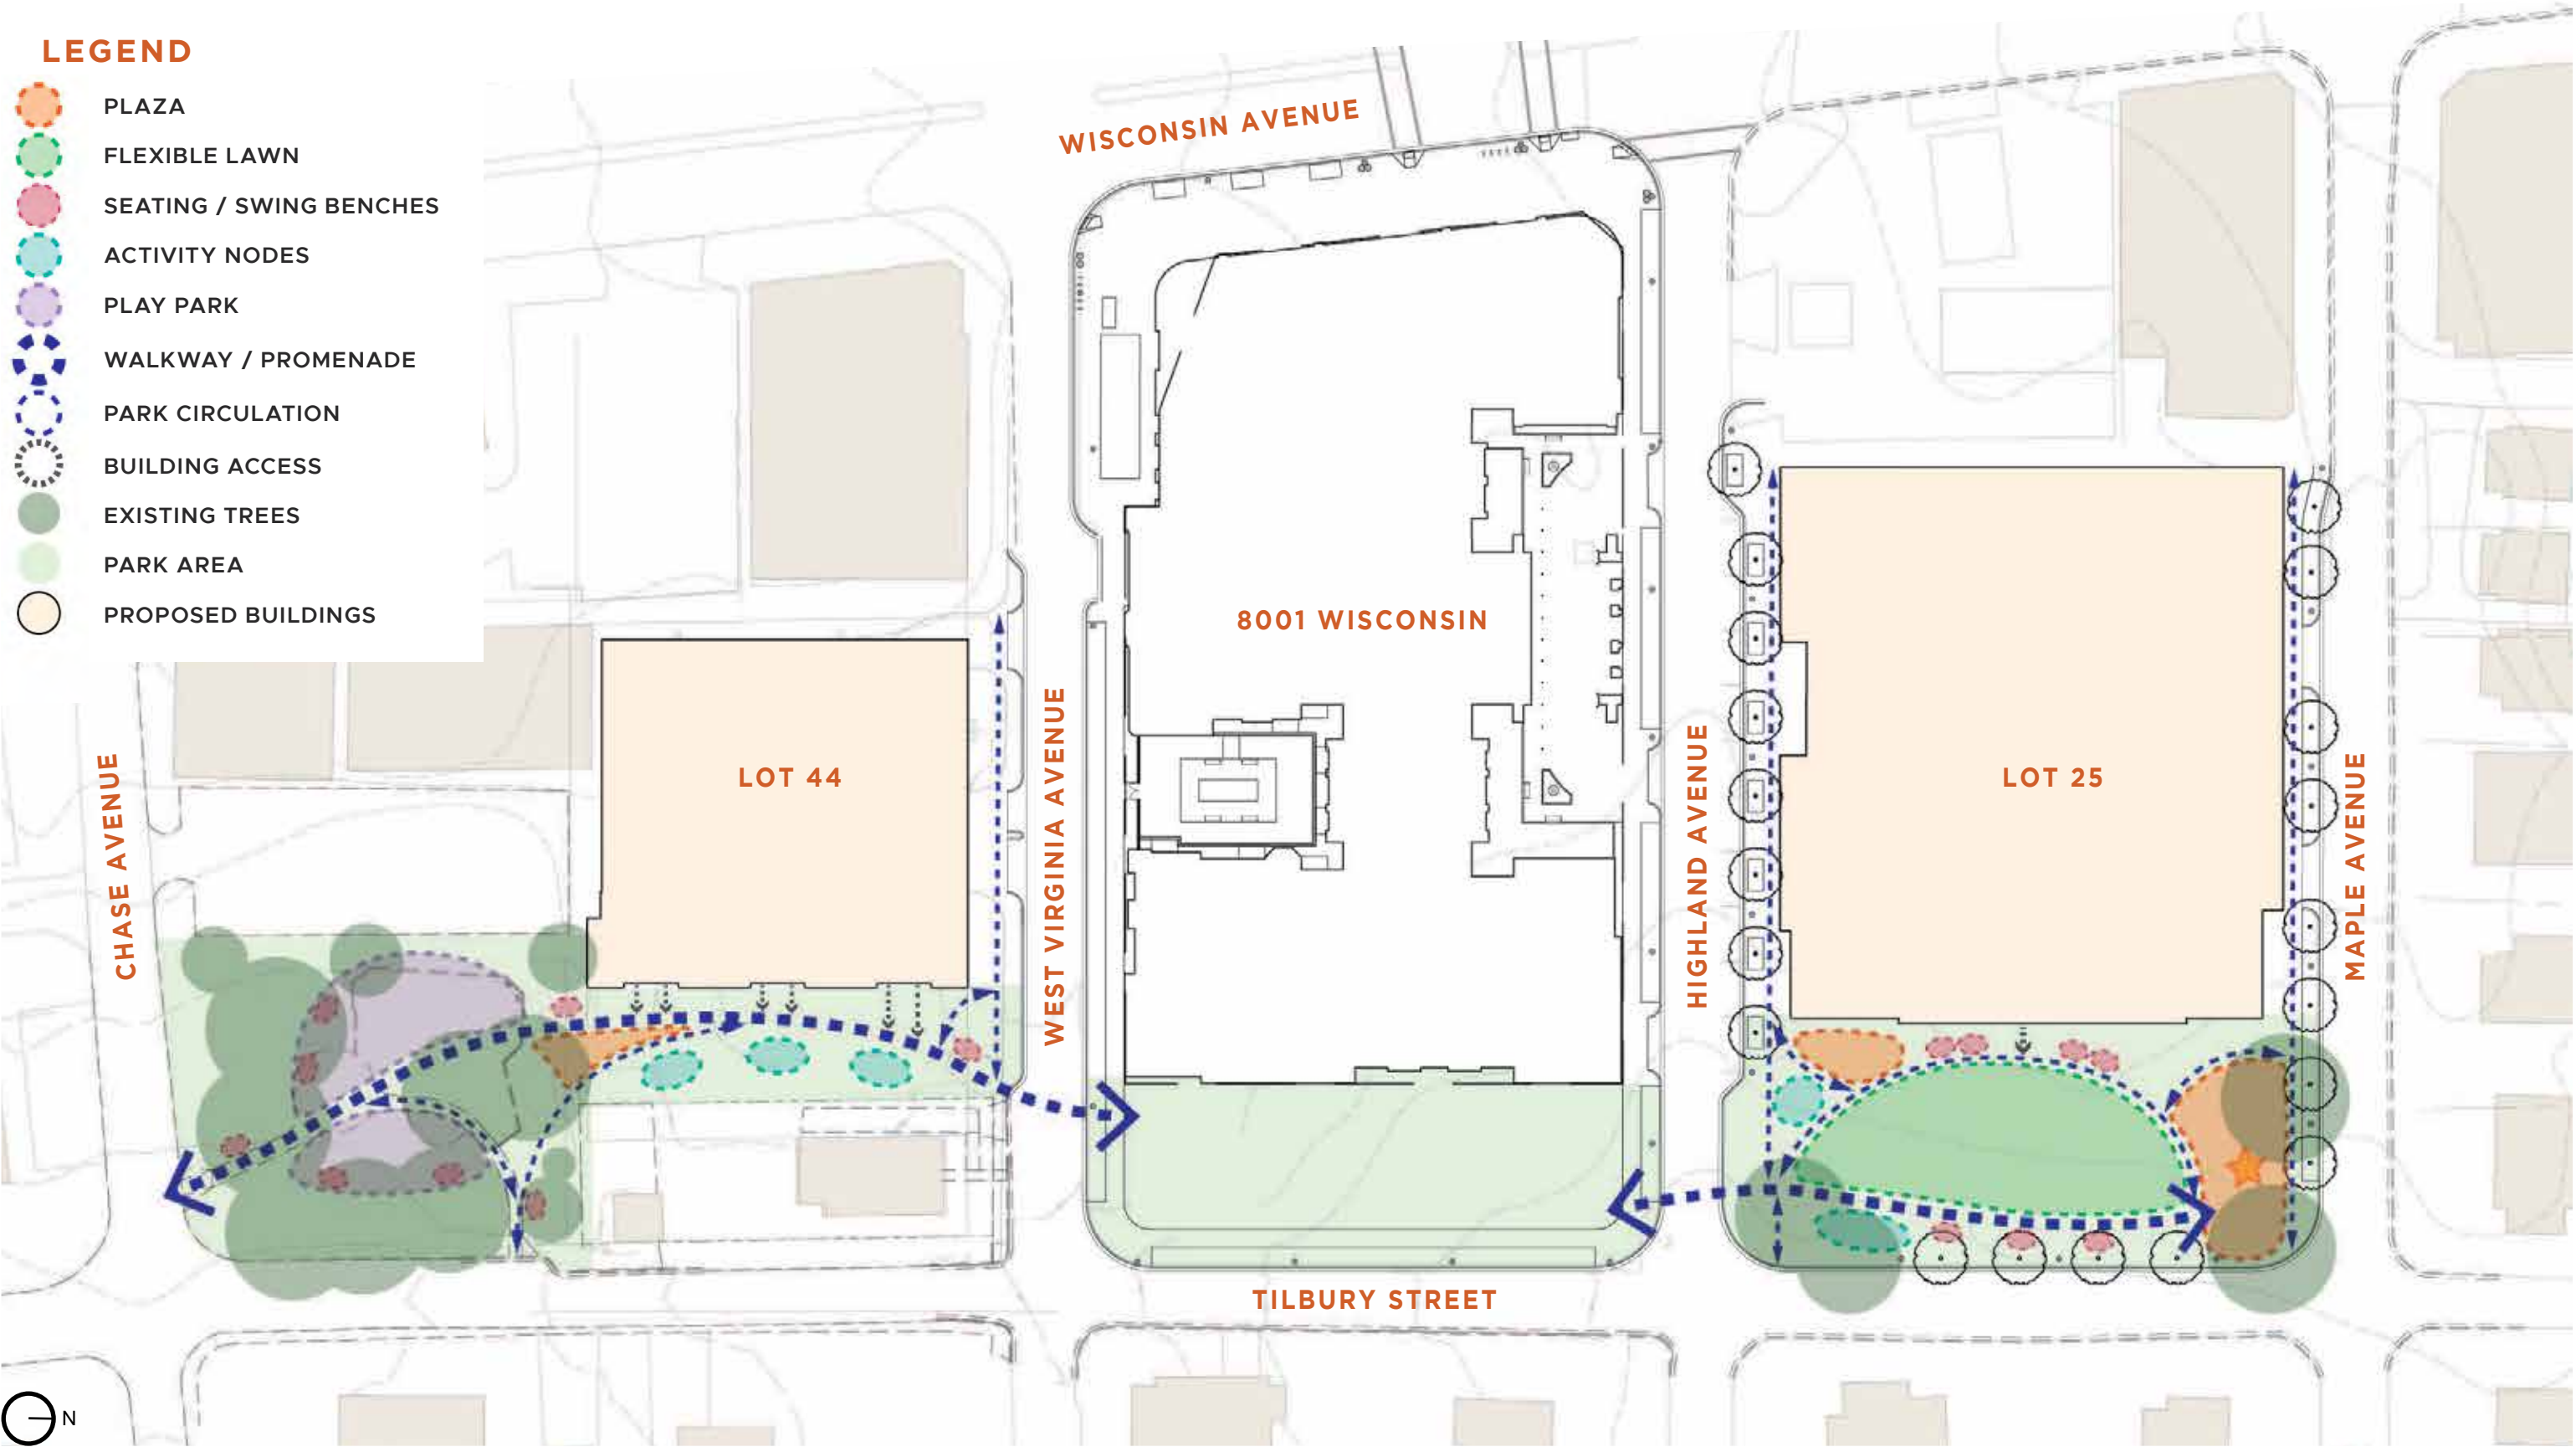 LEGEND
PLAZA
FLEXIBLE LAWN
SEATING / SWING BENCHES
ACTIVITY NODES
PLAY PARK
WALKWAY / PROMENADE
PARK CIRCULATION
BUILDING ACCESS
EXISTING TREES
PARK AREA
PROPOSED BUILDINGS
WISCONSIN AVENUE
8001 WISCONSIN
LOT 44
LOT 25
CHASE AVENUE
WEST VIRGINIA AVENUE
HIGHLAND AVENUE
MAPLE AVENUE
TILBURY STREET
N